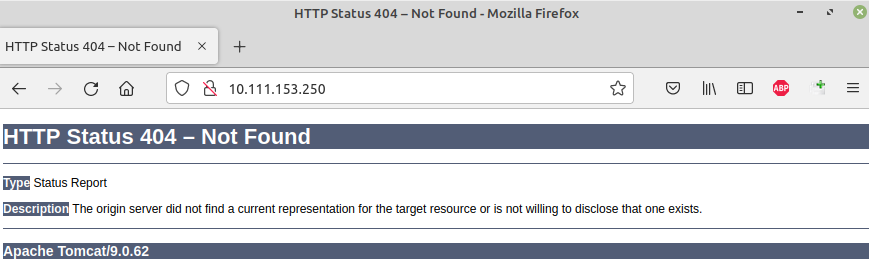 HTTP Status 404 – Not Found - Mozilla Firefox
HTTP Status 404 – Not Found
10.111.153.250
ABP
HTTP Status 404 – Not Found
Type Status Report
Description The origin server did not find a current representation for the target resource or is not willing to disclose that one exists.
Apache Tomcat/9.0.62